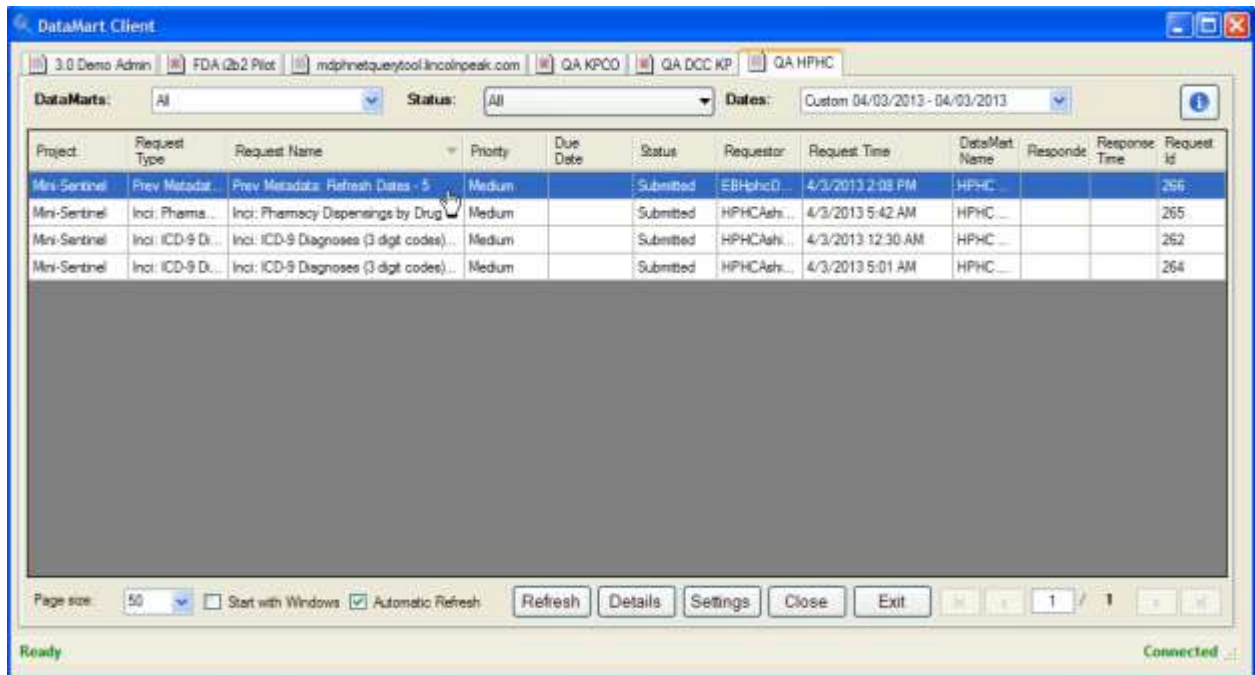 DataMart Client
3.0 Demo Admin FDA i2b2 Pilot mdphnetquerytool.lincolnpeak.com QA KPCO QA DCC KP QA HPHC
DataMarts: All Status: All Dates: Custom 04/03/2013 - 04/03/2013
Project Request Type Request Name Priority Due Date Status Requestor Request Time DataMart Name Responde Response Time Request Id
Mini-Sentinel Prev Metadat... Prev Metadata: Refresh Dates - 5 Medium Submitted EBHphcD... 4/3/2013 2:08 PM HPHC ... 266
Mini-Sentinel Inci: Pharma... Inci: Pharmacy Dispensings by Drug Medium Submitted HPHCAshi... 4/3/2013 5:42 AM HPHC ... 265
Mini-Sentinel Inci: ICD-9 Di... Inci: ICD-9 Diagnoses (3 digit codes)... Medium Submitted HPHCAshi... 4/3/2013 12:30 AM HPHC ... 262
Mini-Sentinel Inci: ICD-9 Di... Inci: ICD-9 Diagnoses (3 digit codes)... Medium Submitted HPHCAshi... 4/3/2013 5:01 AM HPHC ... 264
Page size: 50 Start with Windows Automatic Refresh Refresh Details Settings Close Exit 1 / 1
Ready Connected